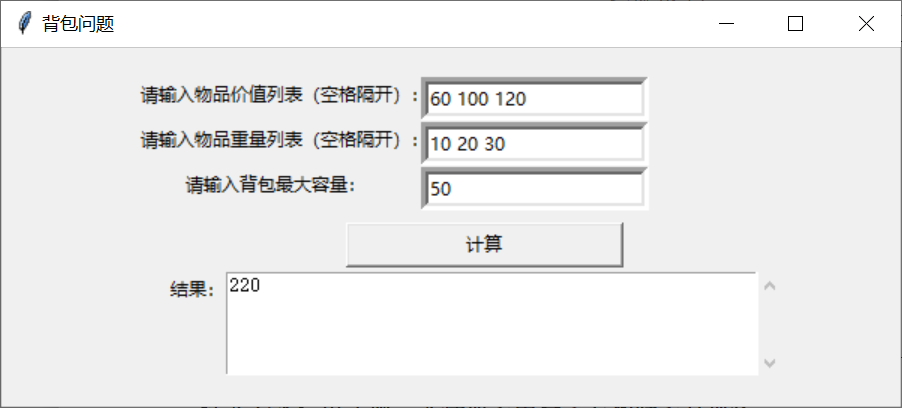 背包问题
请输入物品价值列表（空格隔开）: 60 100 120
请输入物品重量列表（空格隔开）: 10 20 30
请输入背包最大容量: 50
计算
结果: 220